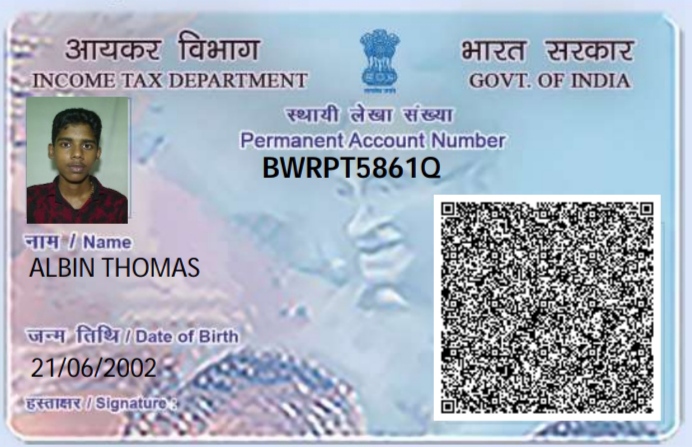 आयकर विभाग
INCOME TAX DEPARTMENT
भारत सरकार
GOVT. OF INDIA
स्थायी लेखा संख्या
Permanent Account Number
BWRPT5861Q
नाम / Name
ALBIN THOMAS
जन्म तिथि / Date of Birth
21/06/2002
हस्ताक्षर / Signature :